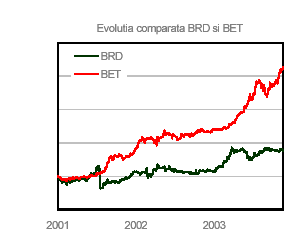 Evolutia comparata BRD si BET
BRD
BET
2001 2002 2003